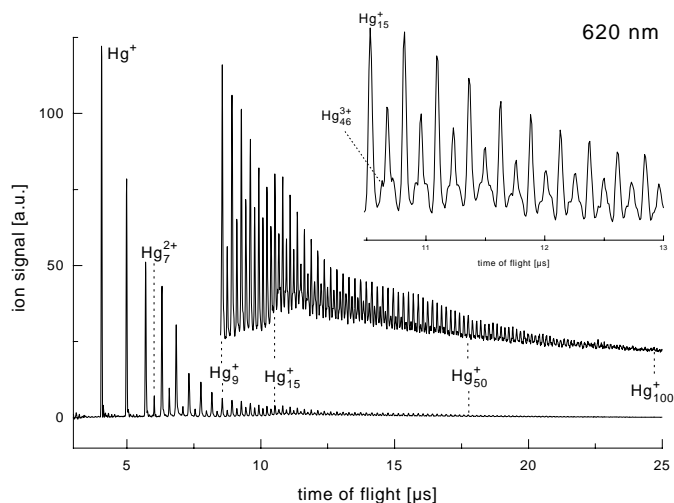 620 nm
Hg⁺
Hg₁₅⁺
Hg₄₆³⁺
11
12
13
time of flight [µs]
100
50
0
ion signal [a.u.]
Hg₇²⁺
Hg₉⁺
Hg₁₅⁺
Hg₅₀⁺
Hg₁₀₀⁺
5
10
15
20
25
time of flight [µs]